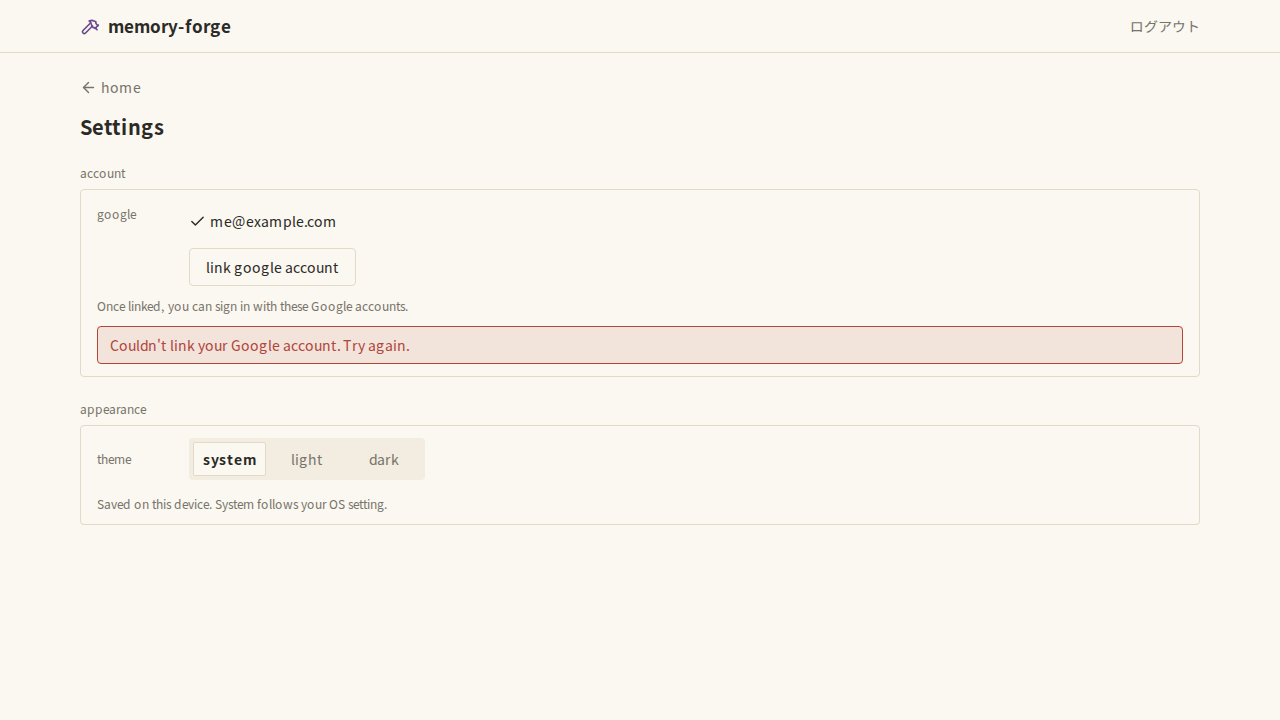 memory-forge
ログアウト
home
Settings
account
google
me@example.com
link google account
Once linked, you can sign in with these Google accounts.
Couldn't link your Google account. Try again.
appearance
theme
system
light
dark
Saved on this device. System follows your OS setting.